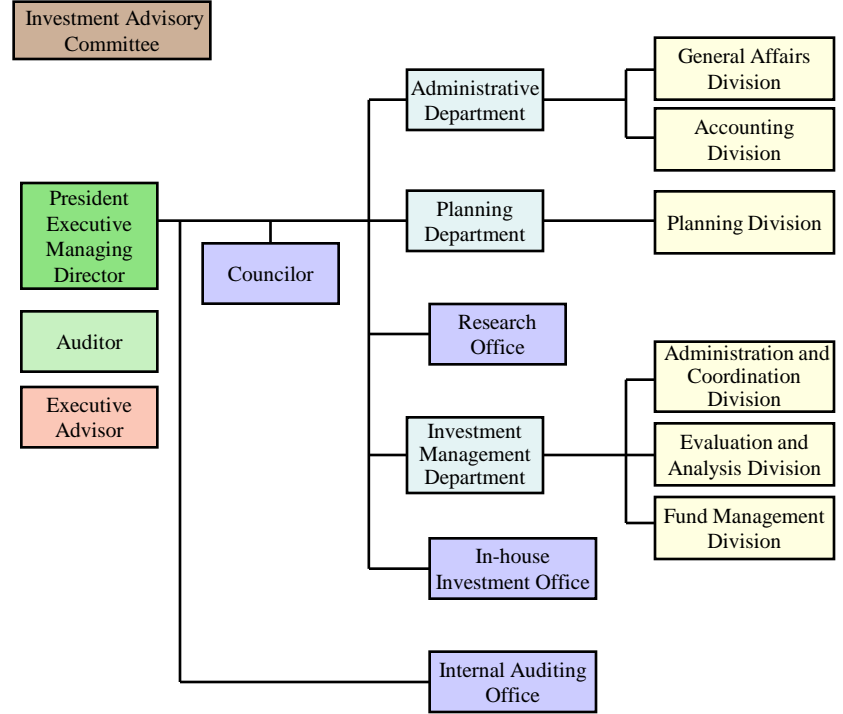 Investment Advisory
Committee
President
Executive
Managing
Director
Auditor
Executive
Advisor
Councilor
Administrative
Department
Planning
Department
Research
Office
Investment
Management
Department
In-house
Investment Office
Internal Auditing
Office
General Affairs
Division
Accounting
Division
Planning Division
Administration and
Coordination
Division
Evaluation and
Analysis Division
Fund Management
Division